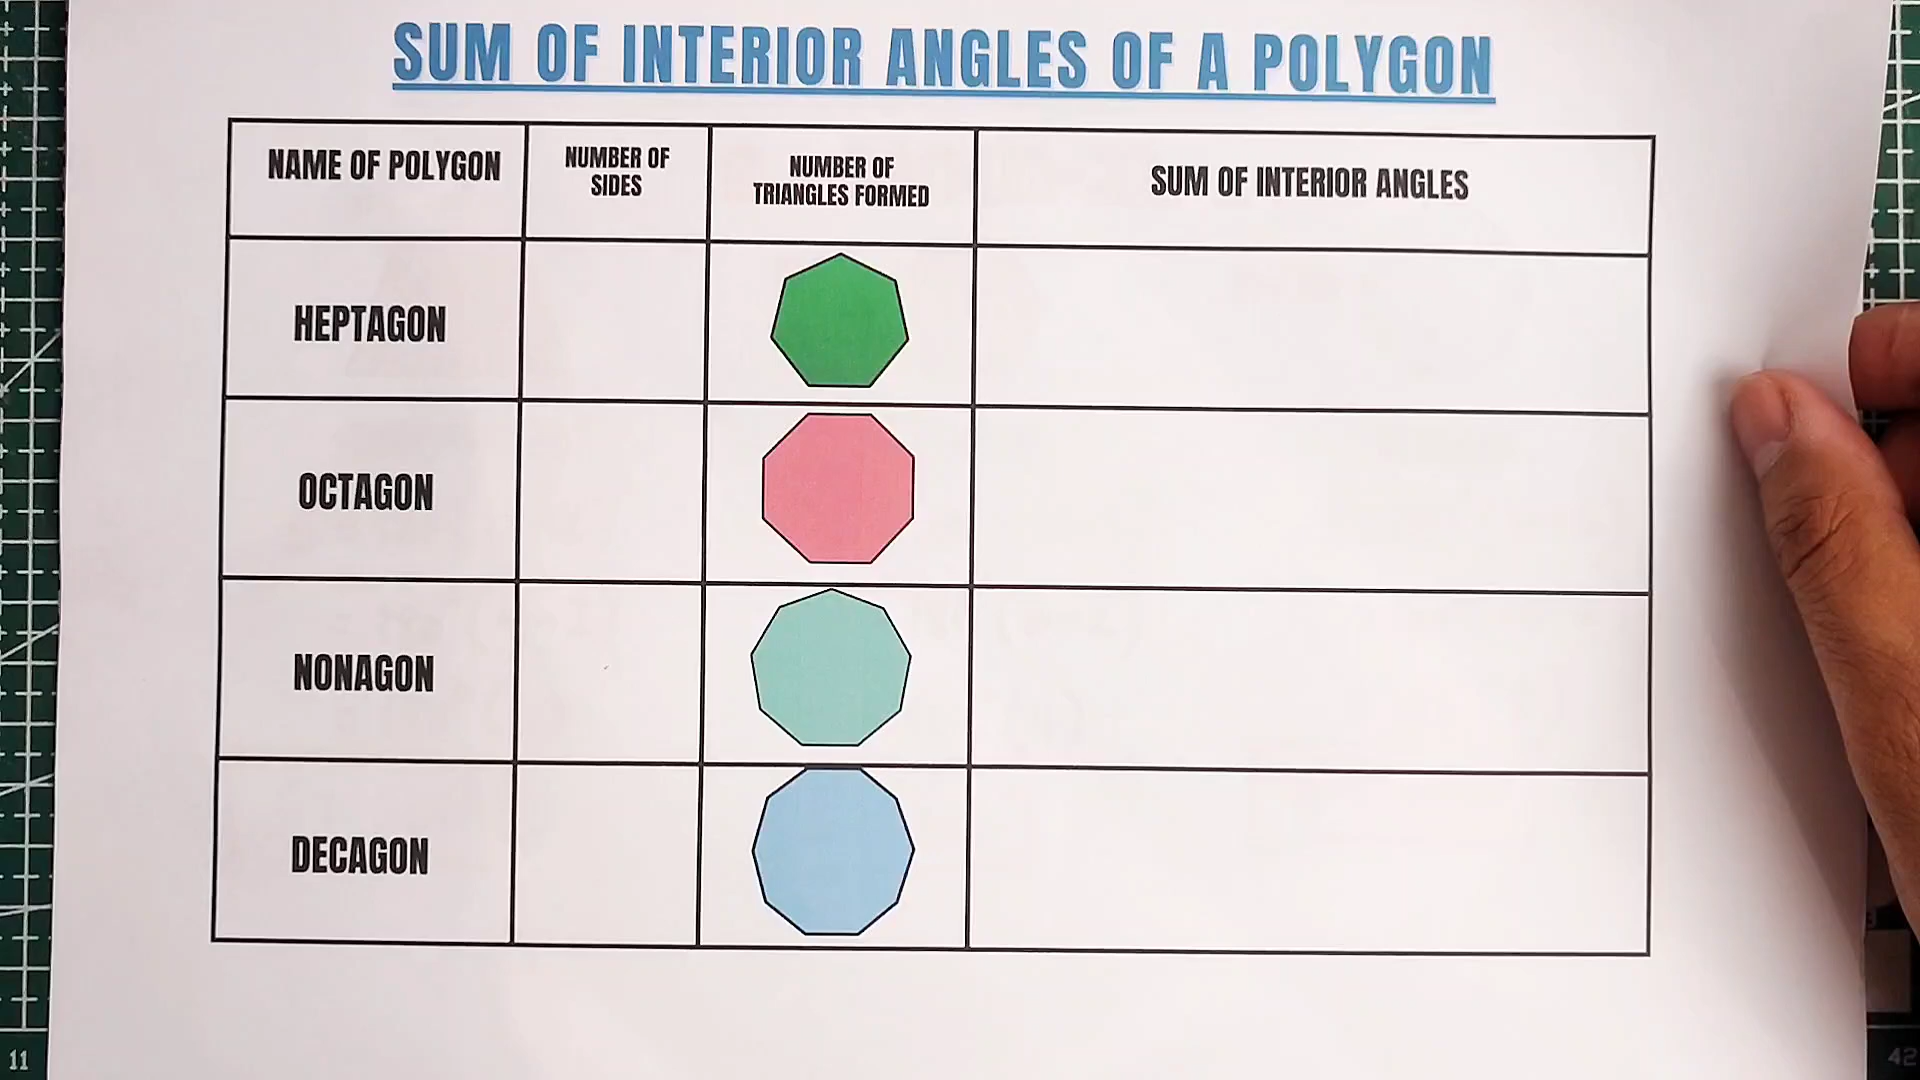 SUM OF INTERIOR ANGLES OF A POLYGON
NAME OF POLYGON
NUMBER OF
SIDES
NUMBER OF
TRIANGLES FORMED
SUM OF INTERIOR ANGLES
HEPTAGON
OCTAGON
NONAGON
DECAGON
11
42